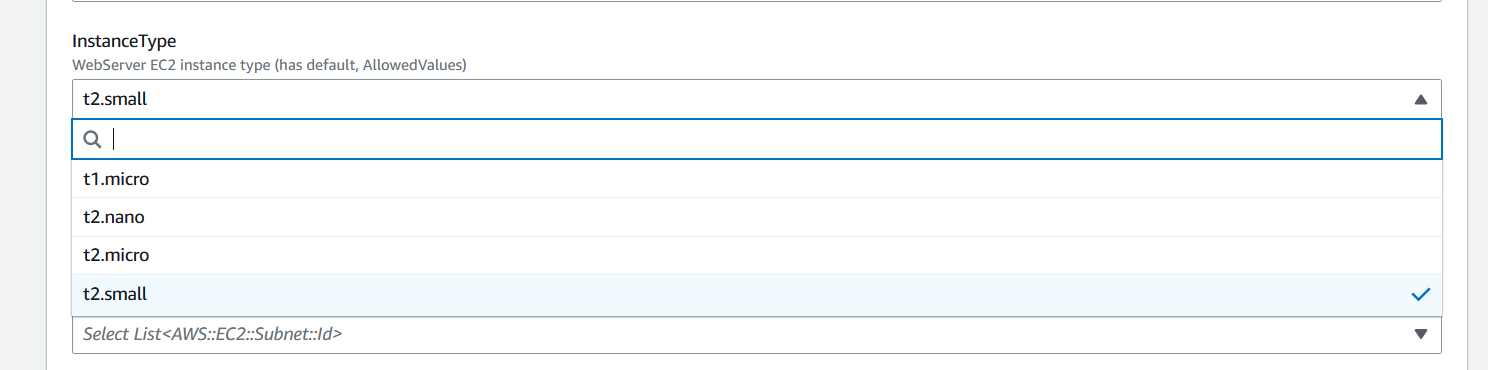 InstanceType
WebServer EC2 instance type (has default, AllowedValues)
t2.small
t1.micro
t2.nano
t2.micro
t2.small
Select List<AWS::EC2::Subnet::Id>